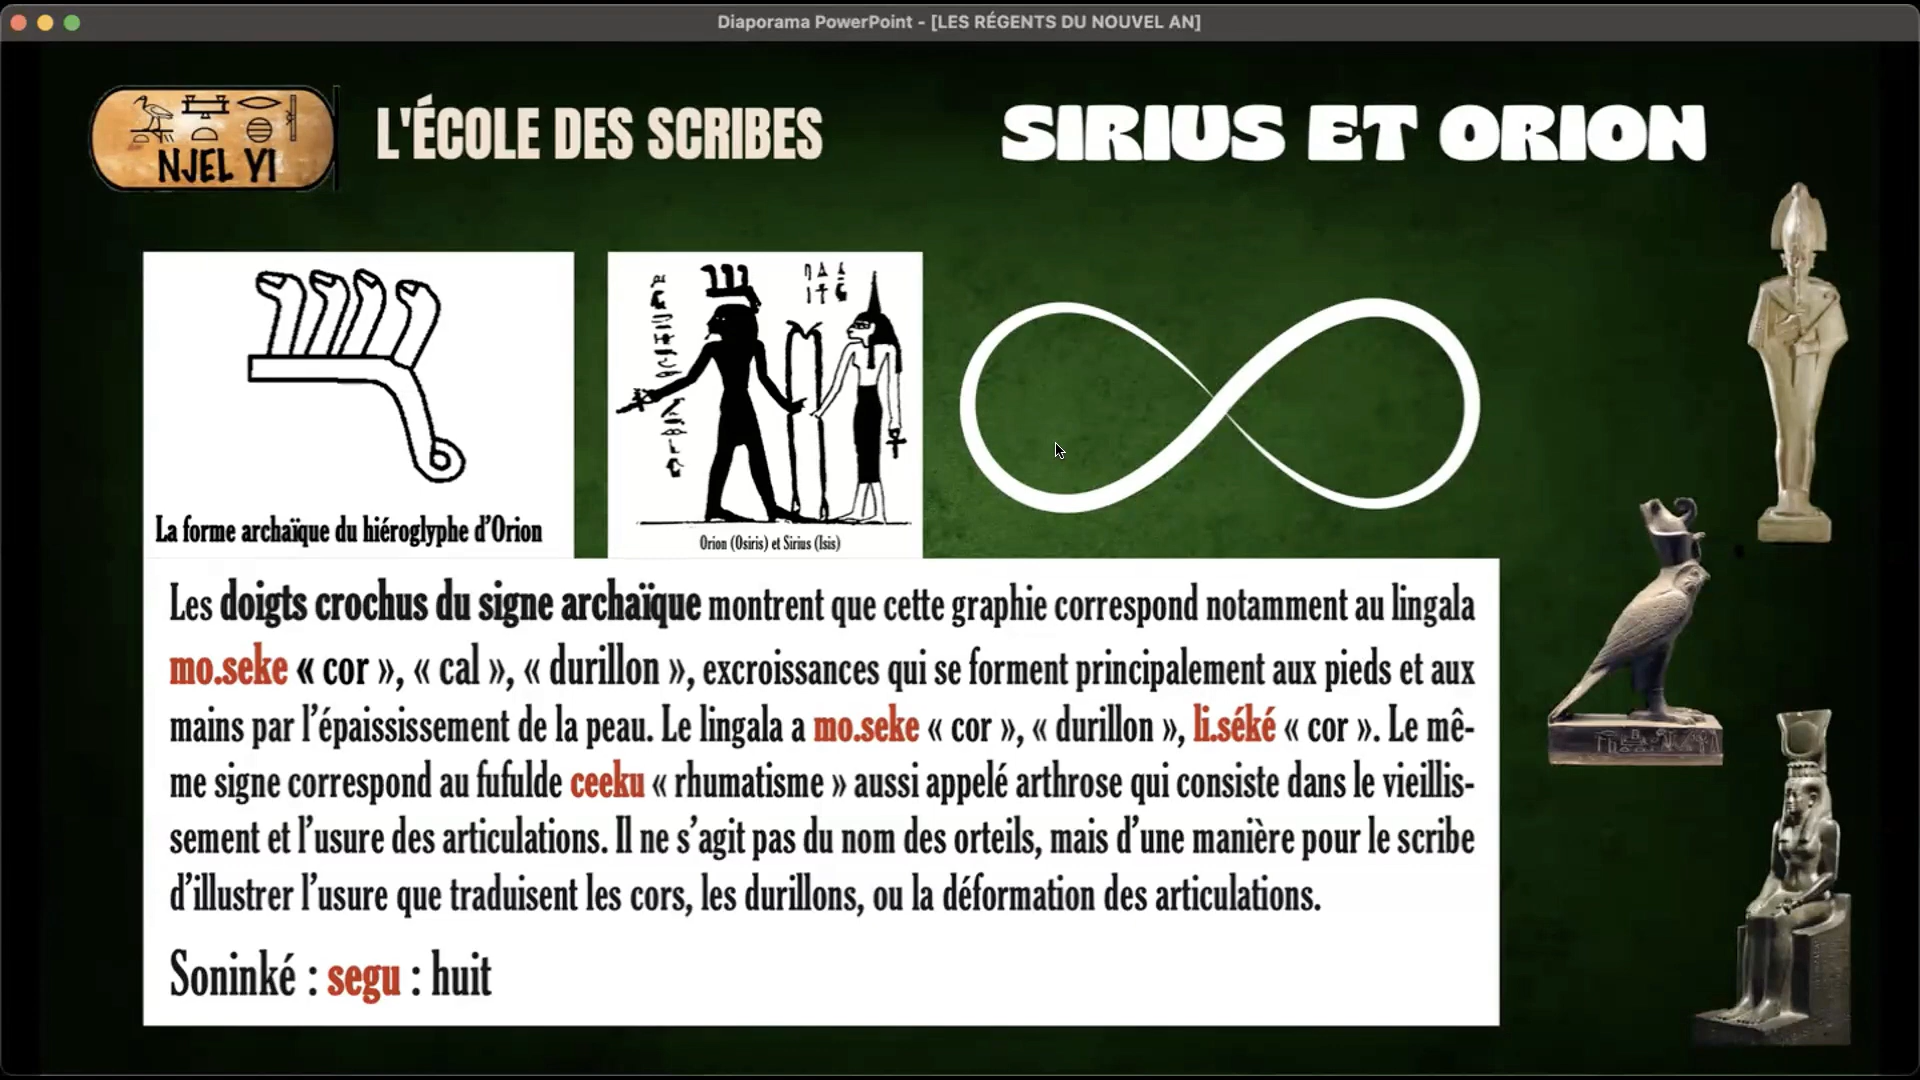 Diaporama PowerPoint - [LES RÉGENTS DU NOUVEL AN]
NJEL YI
L'ÉCOLE DES SCRIBES
SIRIUS ET ORION
La forme archaïque du hiéroglyphe d'Orion
Orion (Osiris) et Sirius (Isis)
Les doigts crochus du signe archaïque montrent que cette graphie correspond notamment au lingala
mo.seke « cor », « cal », « durillon », excroissances qui se forment principalement aux pieds et aux
mains par l'épaississement de la peau. Le lingala a mo.seke « cor », « durillon », li.séké « cor ». Le mê-
me signe correspond au fufulde ceeku « rhumatisme » aussi appelé arthrose qui consiste dans le vieillis-
sement et l'usure des articulations. Il ne s'agit pas du nom des orteils, mais d'une manière pour le scribe
d'illustrer l'usure que traduisent les cors, les durillons, ou la déformation des articulations.
Soninké : segu : huit